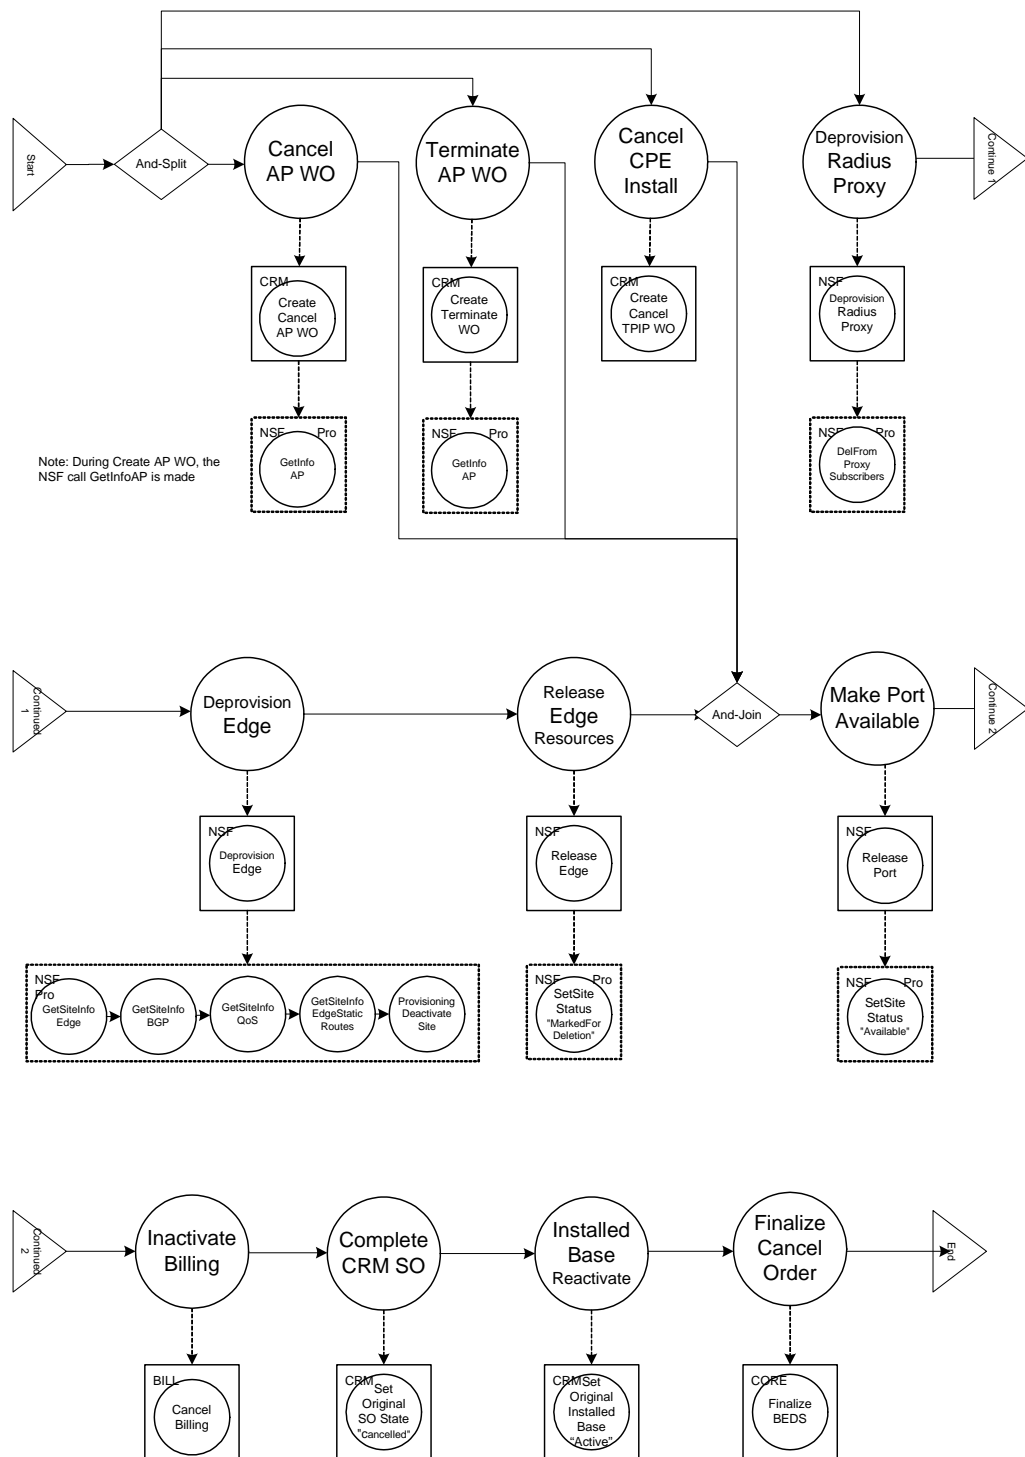 Start
And-Split
Cancel
AP WO
Terminate
AP WO
Cancel
CPE
Install
Deprovision
Radius
Proxy
Continue 1
CRM
Create
Cancel
AP WO
CRM
Create
Terminate
WO
CRM
Create
Cancel
TPIP WO
NSF
Deprovision
Radius
Proxy
Note: During Create AP WO, the
NSF call GetInfoAP is made
NSF Pro
GetInfo
AP
NSF Pro
GetInfo
AP
NSF Pro
DelFrom
Proxy
Subscribers
Continued
1
Deprovision
Edge
Release
Edge
Resources
And-Join
Make Port
Available
Continue 2
NSF
Deprovision
Edge
NSF
Release
Edge
NSF
Release
Port
NSF
Pro
GetSiteInfo
Edge
GetSiteInfo
BGP
GetSiteInfo
QoS
GetSiteInfo
EdgeStatic
Routes
Provisioning
Deactivate
Site
NSF Pro
SetSite
Status
"MarkedFor
Deletion"
NSF Pro
SetSite
Status
"Available"
Continued
2
Inactivate
Billing
Complete
CRM SO
Installed
Base
Reactivate
Finalize
Cancel
Order
End
BILL
Cancel
Billing
CRM
Set
Original
SO State
"Cancelled"
CRM
Set
Original
Installed
Base
“Active”
CORE
Finalize
BEDS